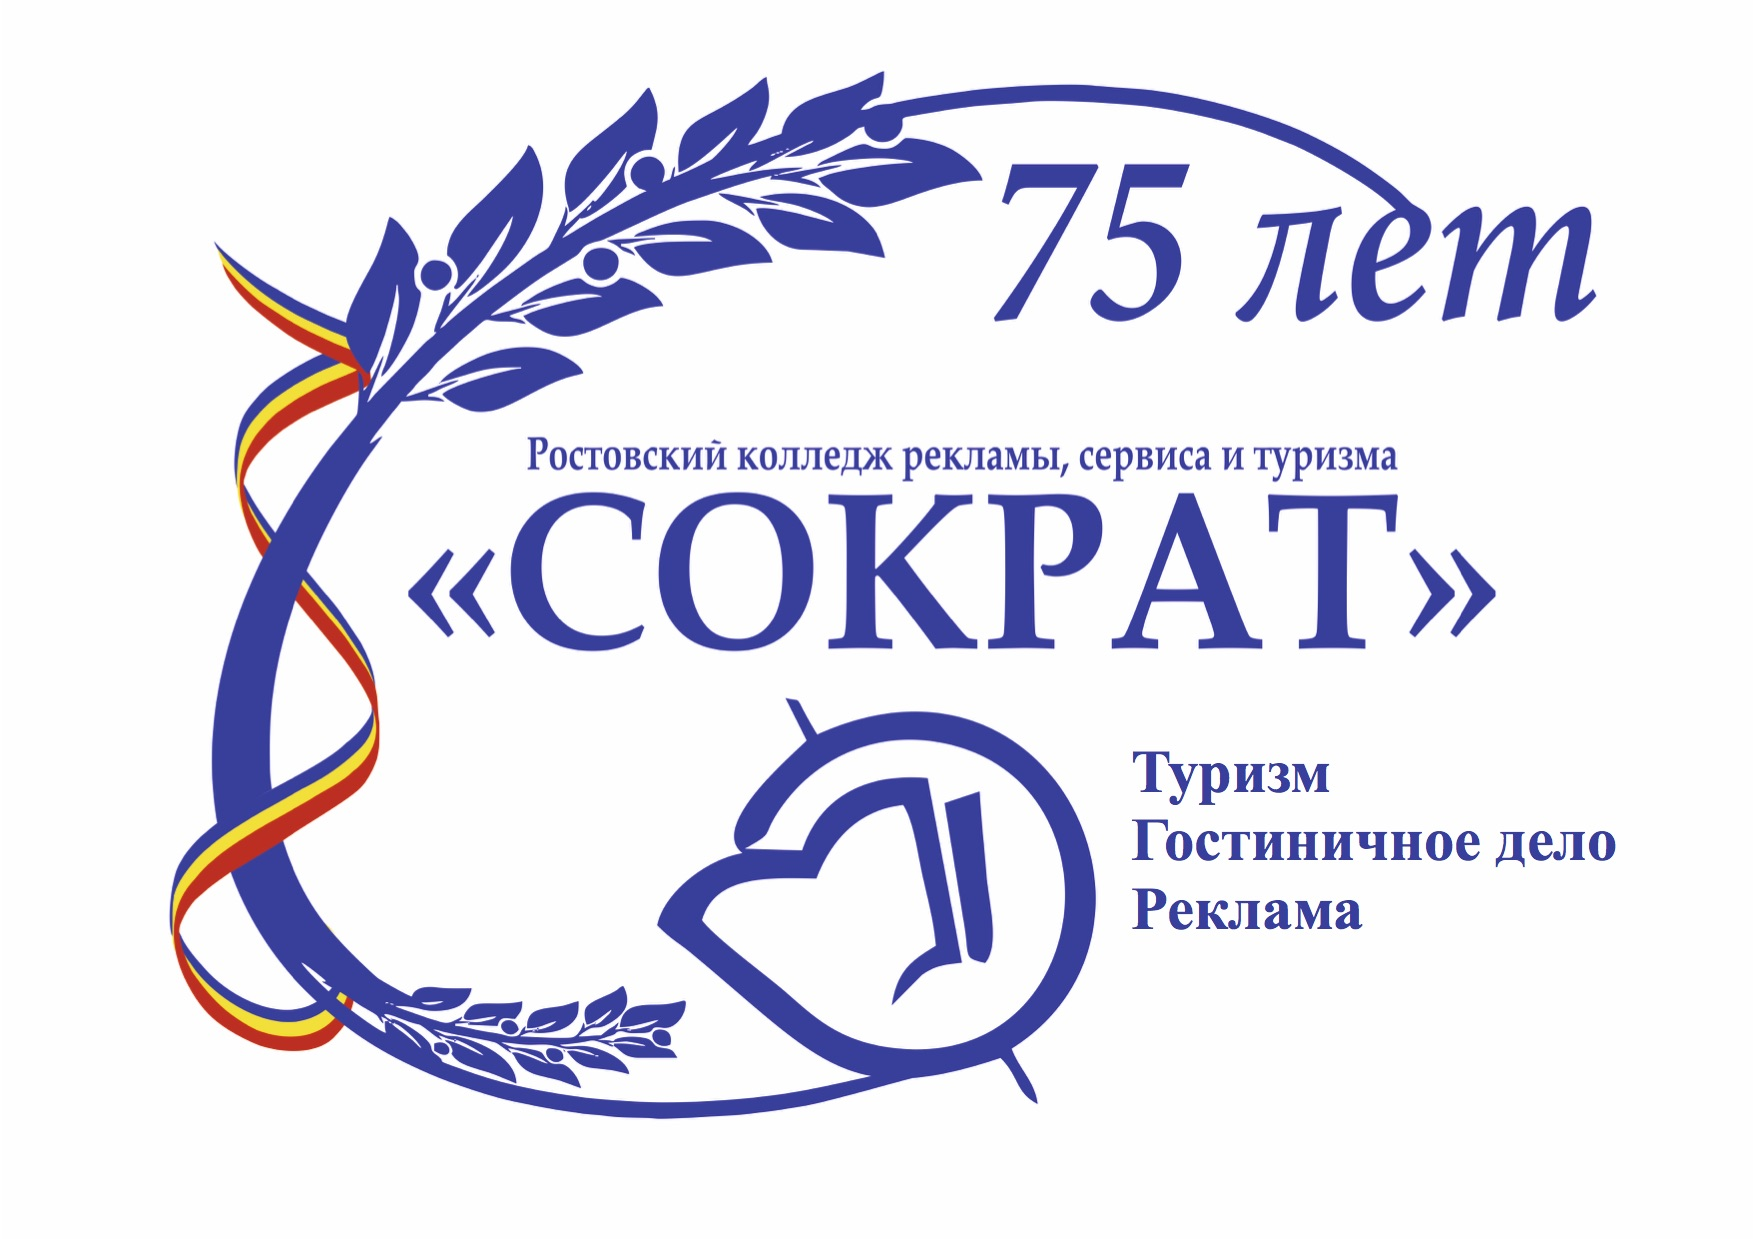 75 лет
Ростовский колледж рекламы, сервиса и туризма
«СОКРАТ»
Туризм
Гостиничное дело
Реклама